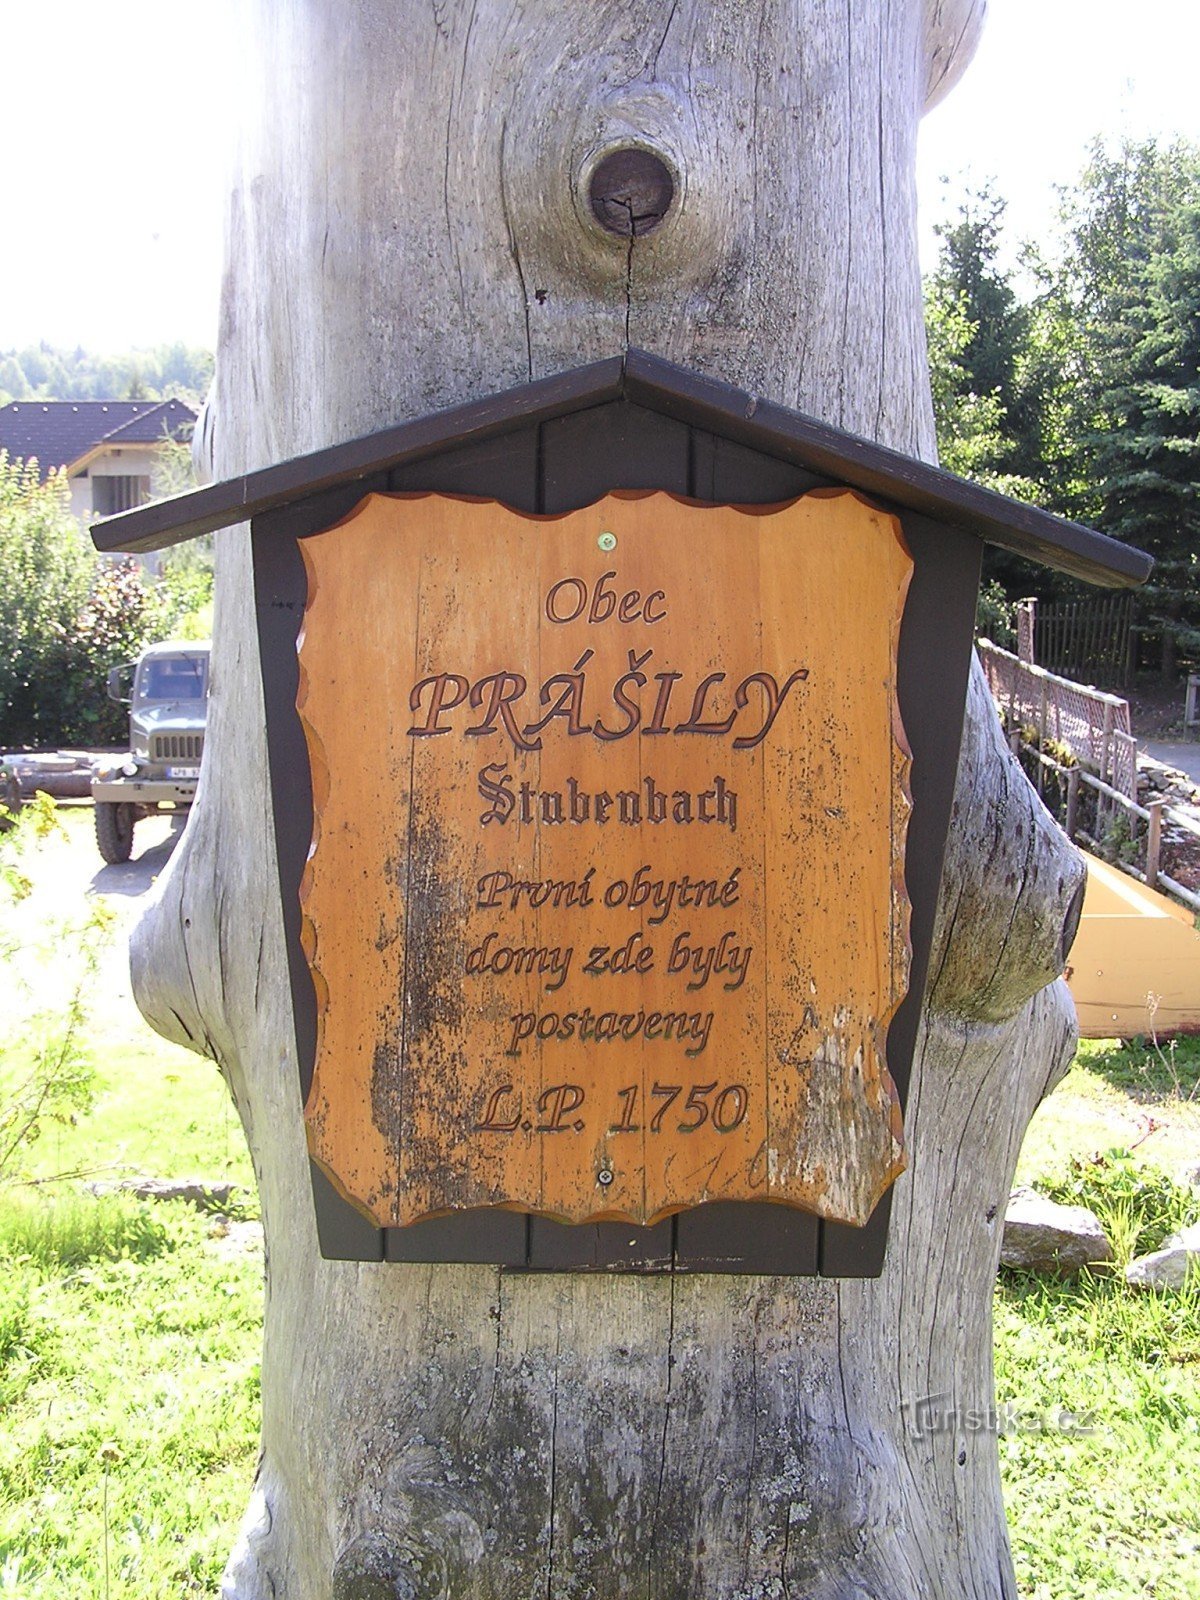 Obec
PRÁŠILY
Stubenbach
První obytné
domy zde byly
postaveny
L.P. 1750
Turistika.cz